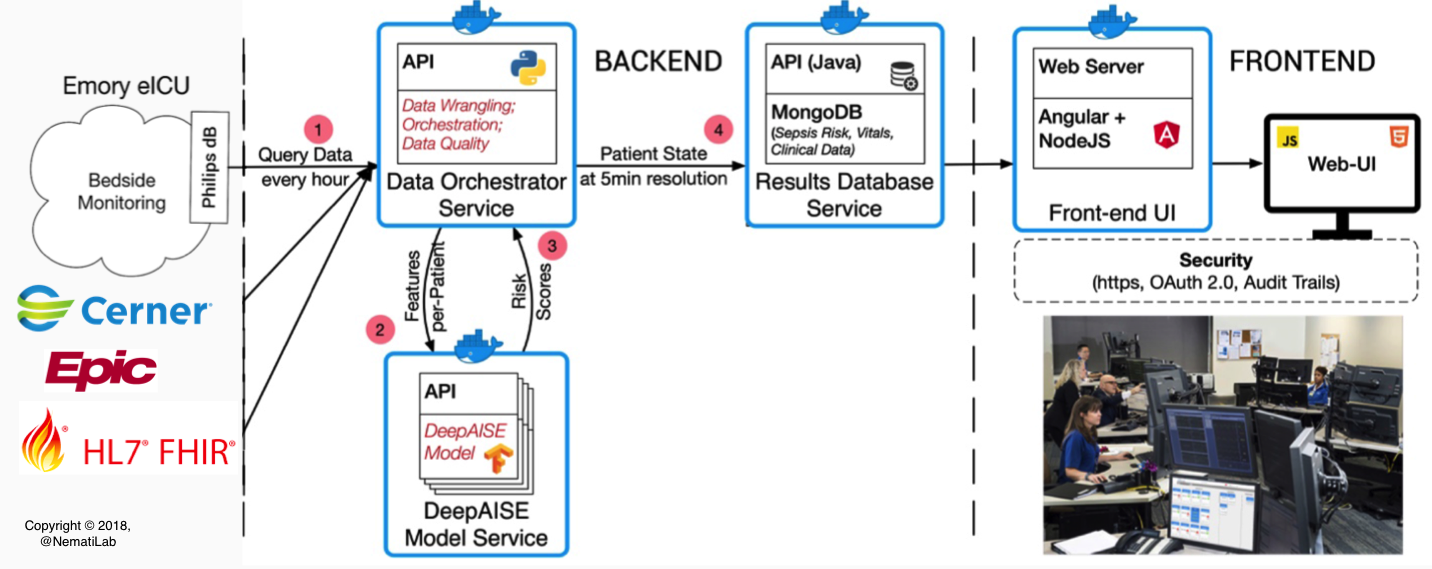 Emory eICU
Bedside
Monitoring
Philips dB
Cerner
Epic
HL7® FHIR®
Copyright © 2018,
@NematiLab
1
Query Data
every hour
API
Data Wrangling;
Orchestration;
Data Quality
Data Orchestrator
Service
BACKEND
4
Patient State
at 5min resolution
API (Java)
MongoDB
(Sepsis Risk, Vitals,
Clinical Data)
Results Database
Service
2
Features
per-Patient
3
Risk
Scores
API
DeepAISE
Model
DeepAISE
Model Service
Web Server
Angular +
NodeJS
A
Front-end UI
FRONTEND
JS
5
Web-UI
Security
(https, OAuth 2.0, Audit Trails)